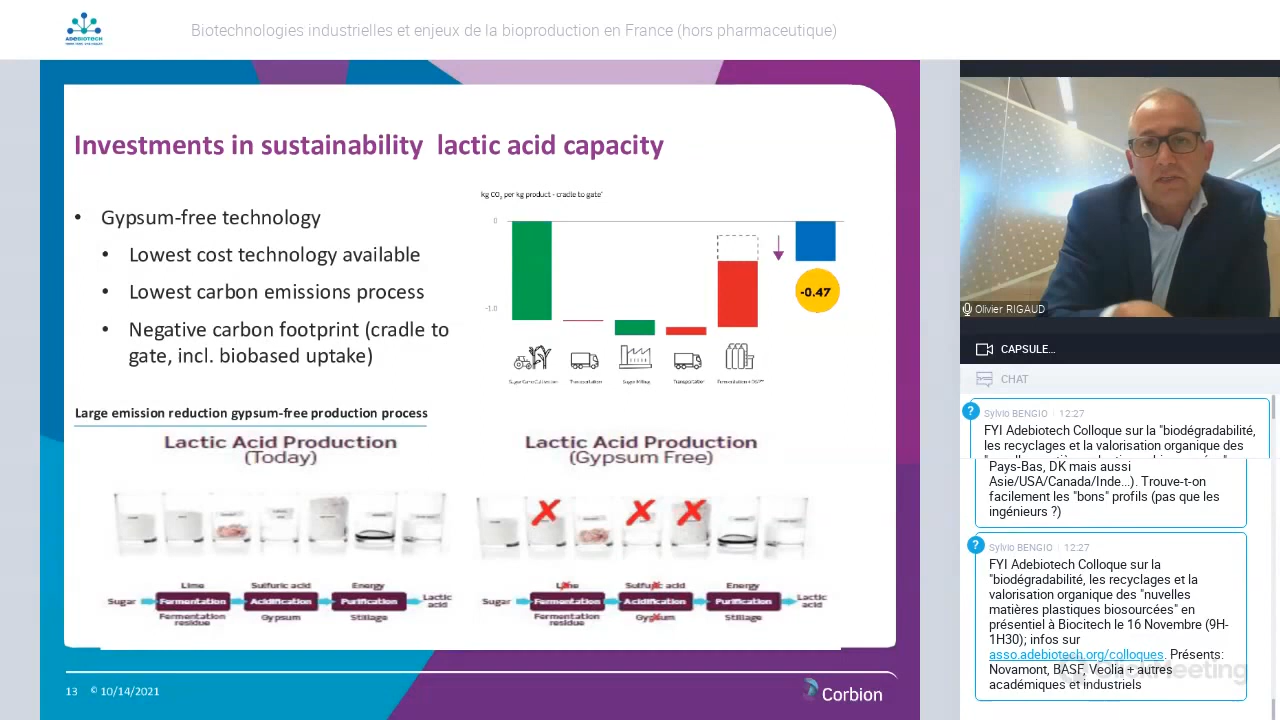 ADEBIOTECH
Biotechnologies industrielles et enjeux de la bioproduction en France (hors pharmaceutique)
Investments in sustainability lactic acid capacity
• Gypsum-free technology
• Lowest cost technology available
• Lowest carbon emissions process
• Negative carbon footprint (cradle to
gate, incl. biobased uptake)
kg CO2 per kg product - cradle to gate*
0
-1.0
-0.47
Sugar Cane Collection
Transportation
Sugar Milling
Transportation
Large emission reduction gypsum-free production process
Lactic Acid Production
(Today)
Lime
Sulfuric acid
Energy
Sugar
Fermentation
Acidification
Purification
Lactic
acid
Fermentation
residue
Gypsum
Stillage
Lactic Acid Production
(Gypsum Free)
Lime
Sulfuric acid
Energy
Sugar
Fermentation
Acidification
Purification
Lactic
acid
Fermentation
residue
Gypsum
Stillage
13 © 10/14/2021
Corbion
Olivier RIGAUD
CAPSULE...
CHAT
?
Sylvio BENGIO 12:27
FYI Adebiotech Colloque sur la "biodégradabilité,
les recyclages et la valorisation organique des
Pays-Bas, DK mais aussi
Asie/USA/Canada/Inde...). Trouve-t-on
facilement les "bons" profils (pas que les
ingénieurs ?)
?
Sylvio BENGIO 12:27
FYI Adebiotech Colloque sur la
"biodégradabilité, les recyclages et la
valorisation organique des "nuvelles
matières plastiques biosourcées" en
présentiel à Biocitech le 16 Novembre (9H-
1H30); infos sur
asso.adebiotech.org/colloques. Présents:
Novamont, BASF, Veolia + autres
académiques et industriels
ClickMeeting